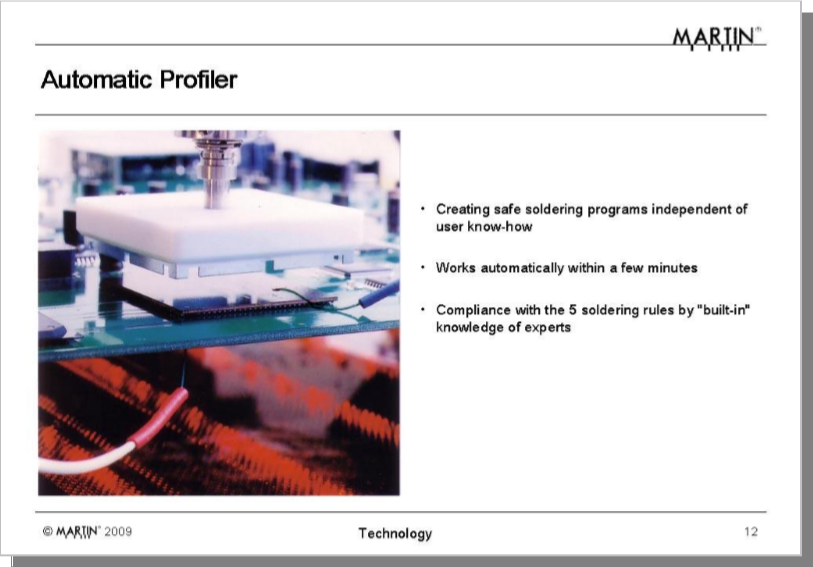 MARTIN®
Automatic Profiler
• Creating safe soldering programs independent of
user know-how
• Works automatically within a few minutes
• Compliance with the 5 soldering rules by "built-in"
knowledge of experts
© MARTIN® 2009
Technology
12